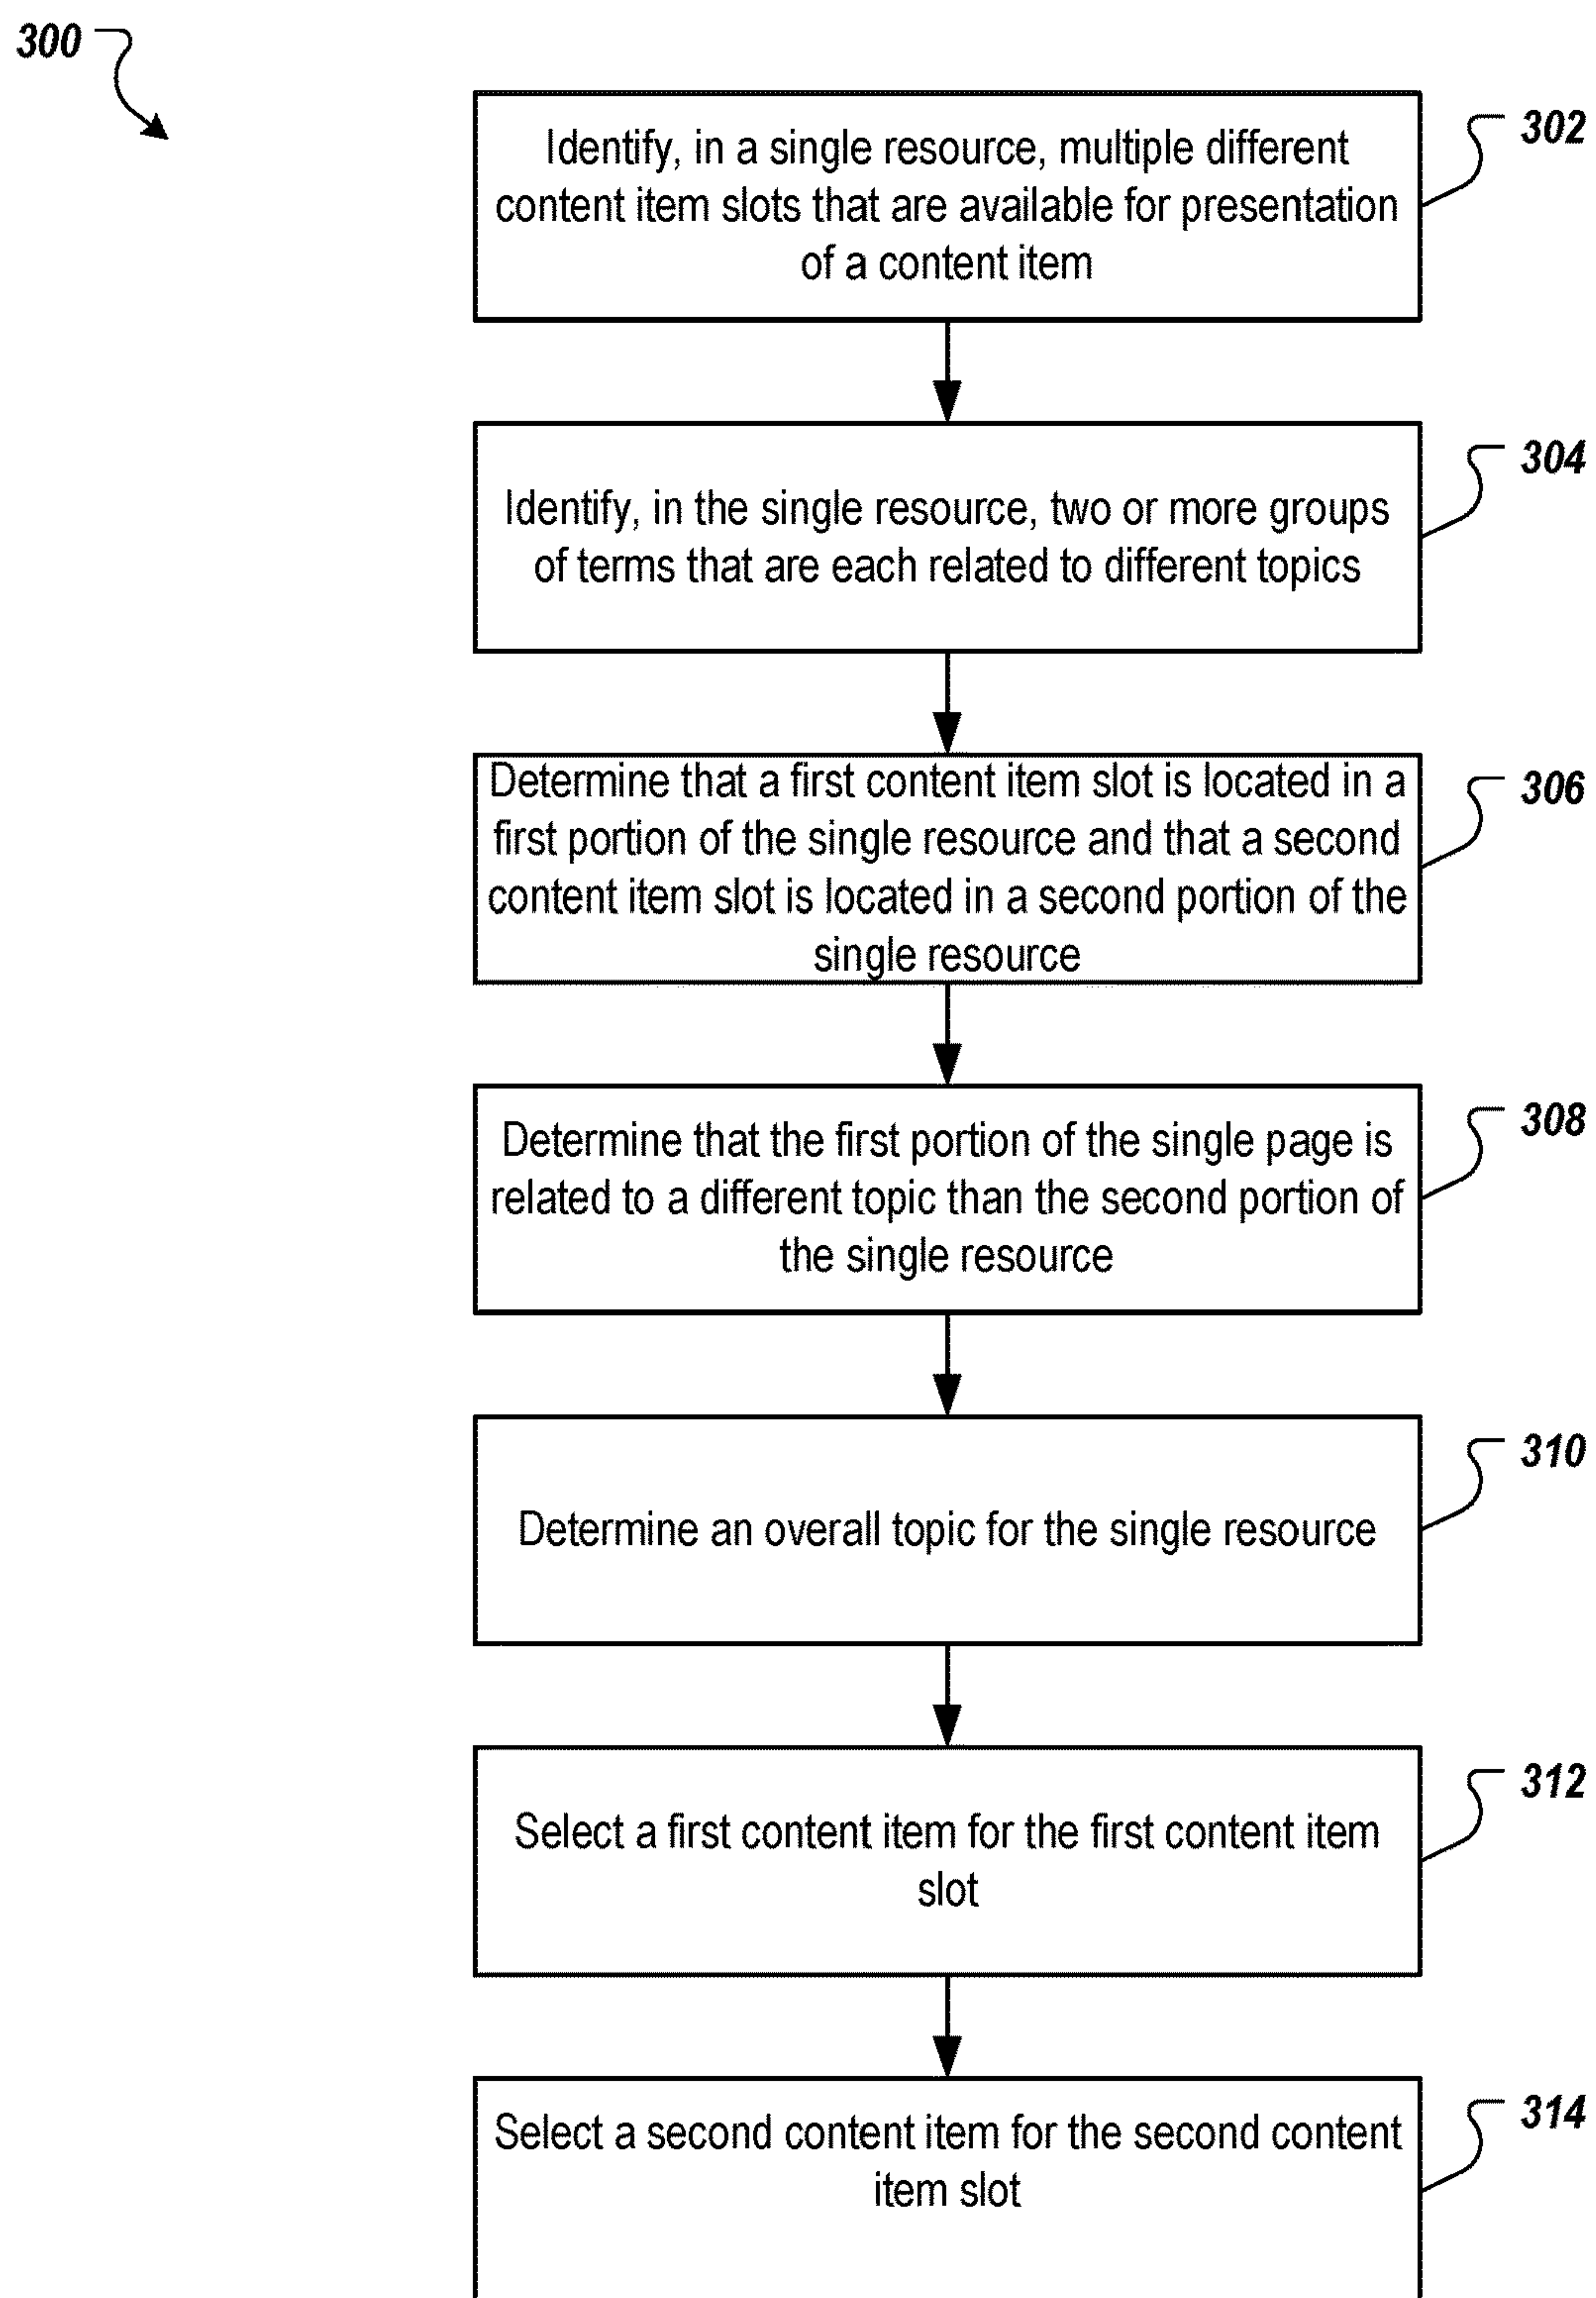 300
302
Identify, in a single resource, multiple different
content item slots that are available for presentation
of a content item
304
Identify, in the single resource, two or more groups
of terms that are each related to different topics
306
Determine that a first content item slot is located in a
first portion of the single resource and that a second
content item slot is located in a second portion of the
single resource
308
Determine that the first portion of the single page is
related to a different topic than the second portion of
the single resource
310
Determine an overall topic for the single resource
312
Select a first content item for the first content item
slot
314
Select a second content item for the second content
item slot